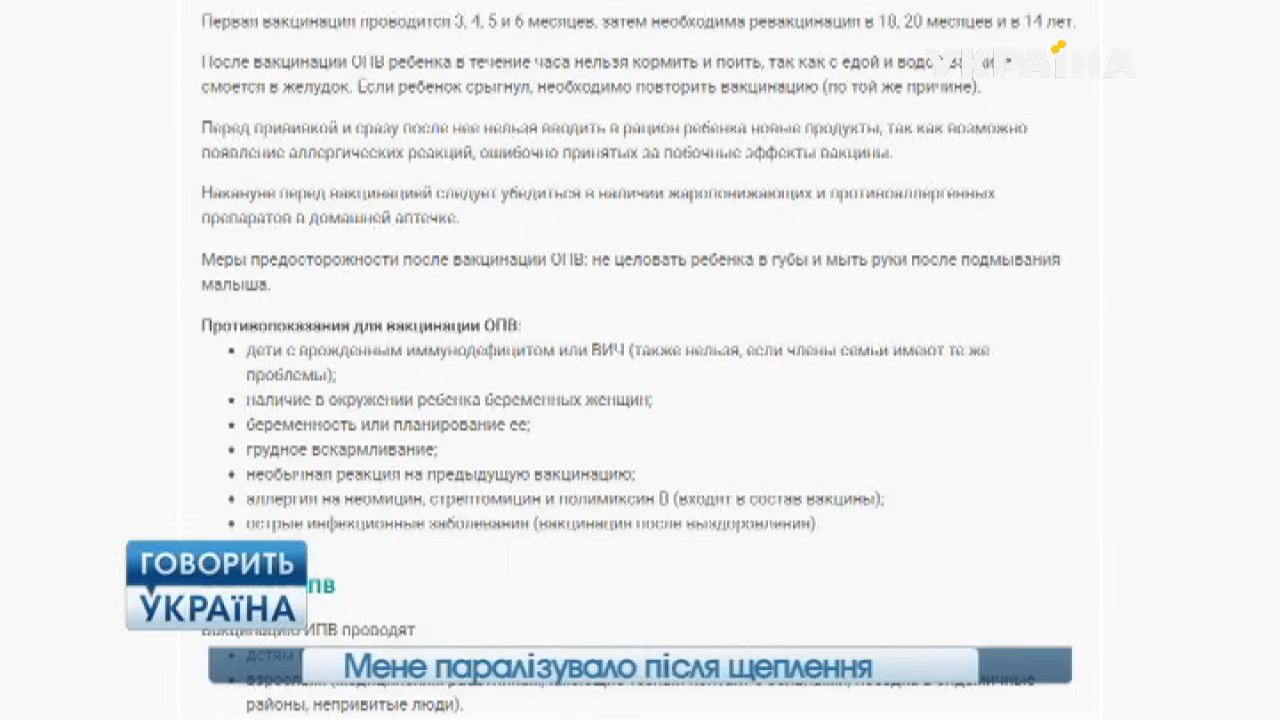 Первая вакцинация проводится 3, 4, 5 и 6 месяцев, затем необходима ревакцинация в 18, 20 месяцев и в 14 лет.
УКРАЇНА
После вакцинации ОПВ ребенка в течение часа нельзя кормить и поить, так как с едой и
смоется в желудок. Если ребенок срыгнул, необходимо повторить вакцинацию (по той же причине).
Перед прививкой и сразу после нее нельзя вводить в рацион ребенка новые продукты, так как возможно
появление аллергических реакций, ошибочно принятых за побочные эффекты вакцины.
Накануне перед вакцинацией следует убедиться в наличии жаропонижающих и противоаллергенных
препаратов в домашней аптечке.
Меры предосторожности после вакцинации ОПВ: не целовать ребенка в губы и мыть руки после подмывания
малыша.
Противопоказания для вакцинации ОПВ:
• дети с врожденным иммунодефицитом или ВИЧ (также нельзя, если члены семьи имеют те же
проблемы);
• наличие в окружении ребенка беременных женщин;
• беременность или планирование ее;
• грудное вскармливание;
• необычная реакция на предыдущую вакцинацию;
• аллергия на неомицин, стрептомицин и полимиксин В (входят в состав вакцины);
• острые инфекционные заболевания (вакцинация после выздоровления).
ГОВОРИТЬ
УКРАЇНА
ПВ
Вакцинацию ИПВ проводят
• детям
Мене паралізувало після щеплення
• взрослым
районы, непривитые люди).